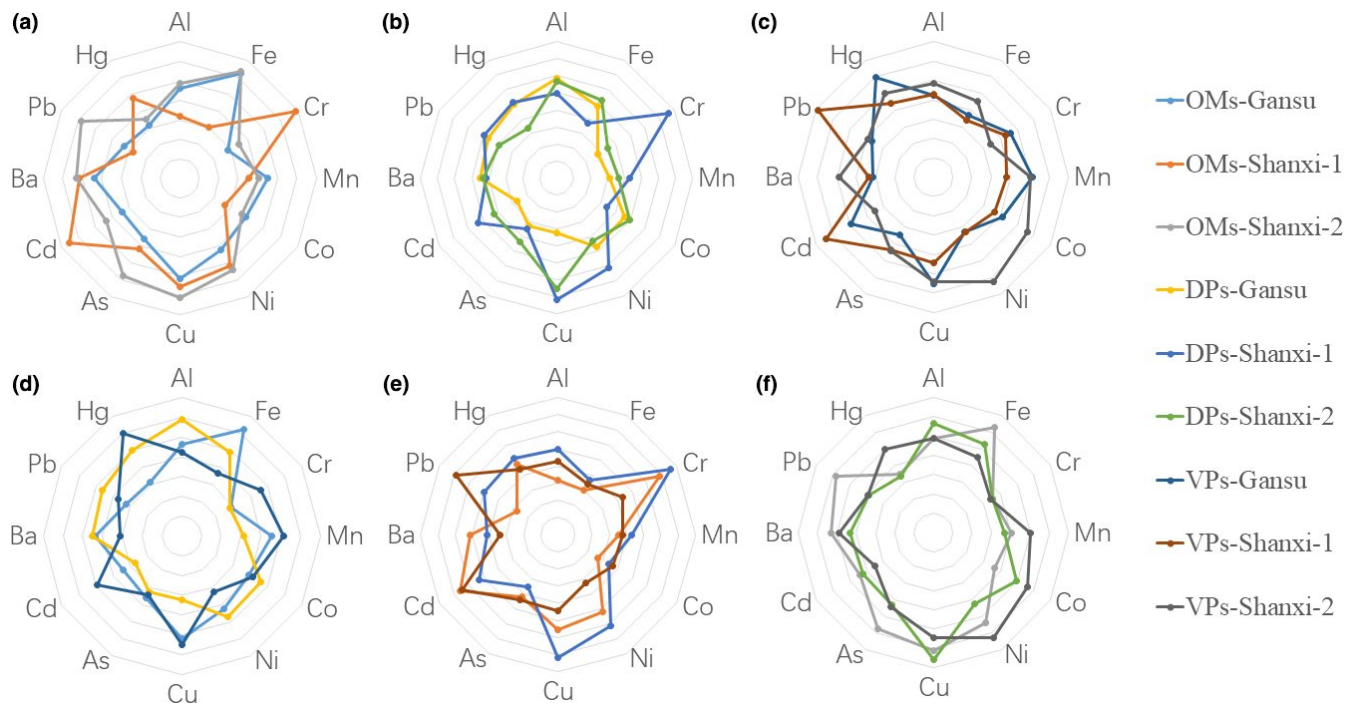 (a)
Al
Fe
Cr
Mn
Co
Ni
Cu
As
Cd
Ba
Pb
Hg
(b)
Al
Fe
Cr
Mn
Co
Ni
Cu
As
Cd
Ba
Pb
Hg
(c)
Al
Fe
Cr
Mn
Co
Ni
Cu
As
Cd
Ba
Pb
Hg
(d)
Al
Fe
Cr
Mn
Co
Ni
Cu
As
Cd
Ba
Pb
Hg
(e)
Al
Fe
Cr
Mn
Co
Ni
Cu
As
Cd
Ba
Pb
Hg
(f)
Al
Fe
Cr
Mn
Co
Ni
Cu
As
Cd
Ba
Pb
Hg
OMs-Gansu
OMs-Shanxi-1
OMs-Shanxi-2
DPs-Gansu
DPs-Shanxi-1
DPs-Shanxi-2
VPs-Gansu
VPs-Shanxi-1
VPs-Shanxi-2